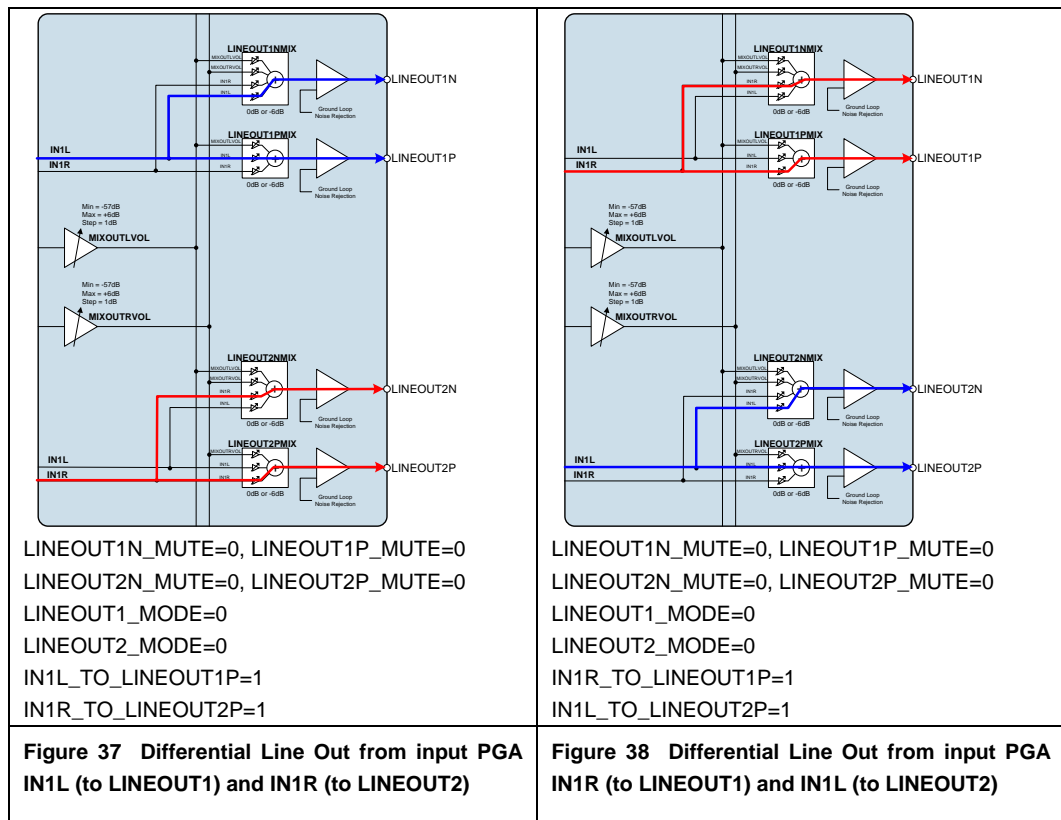 LINEOUT1NMIX
MIXOUTLVOL
MIXOUTRVOL
IN1R
IN1L
LINEOUT1N
0dB or -6dB
Ground Loop
Noise Rejection
LINEOUT1PMIX
MIXOUTLVOL
IN1L
IN1L
LINEOUT1P
IN1R
IN1R
0dB or -6dB
Ground Loop
Noise Rejection
Min = -57dB
Max = +6dB
Step = 1dB
MIXOUTLVOL
Min = -57dB
Max = +6dB
Step = 1dB
MIXOUTRVOL
LINEOUT2NMIX
MIXOUTLVOL
MIXOUTRVOL
IN1R
IN1L
LINEOUT2N
0dB or -6dB
Ground Loop
Noise Rejection
LINEOUT2PMIX
MIXOUTRVOL
IN1L
IN1L
LINEOUT2P
IN1R
IN1R
0dB or -6dB
Ground Loop
Noise Rejection
LINEOUT1N_MUTE=0, LINEOUT1P_MUTE=0
LINEOUT2N_MUTE=0, LINEOUT2P_MUTE=0
LINEOUT1_MODE=0
LINEOUT2_MODE=0
IN1L_TO_LINEOUT1P=1
IN1R_TO_LINEOUT2P=1
Figure 37 Differential Line Out from input PGA
IN1L (to LINEOUT1) and IN1R (to LINEOUT2)
LINEOUT1NMIX
MIXOUTLVOL
MIXOUTRVOL
IN1R
IN1L
LINEOUT1N
0dB or -6dB
Ground Loop
Noise Rejection
LINEOUT1PMIX
MIXOUTLVOL
IN1L
IN1L
LINEOUT1P
IN1R
IN1R
0dB or -6dB
Ground Loop
Noise Rejection
Min = -57dB
Max = +6dB
Step = 1dB
MIXOUTLVOL
Min = -57dB
Max = +6dB
Step = 1dB
MIXOUTRVOL
LINEOUT2NMIX
MIXOUTLVOL
MIXOUTRVOL
IN1R
IN1L
LINEOUT2N
0dB or -6dB
Ground Loop
Noise Rejection
LINEOUT2PMIX
MIXOUTRVOL
IN1L
IN1L
LINEOUT2P
IN1R
IN1R
0dB or -6dB
Ground Loop
Noise Rejection
LINEOUT1N_MUTE=0, LINEOUT1P_MUTE=0
LINEOUT2N_MUTE=0, LINEOUT2P_MUTE=0
LINEOUT1_MODE=0
LINEOUT2_MODE=0
IN1R_TO_LINEOUT1P=1
IN1L_TO_LINEOUT2P=1
Figure 38 Differential Line Out from input PGA
IN1R (to LINEOUT1) and IN1L (to LINEOUT2)